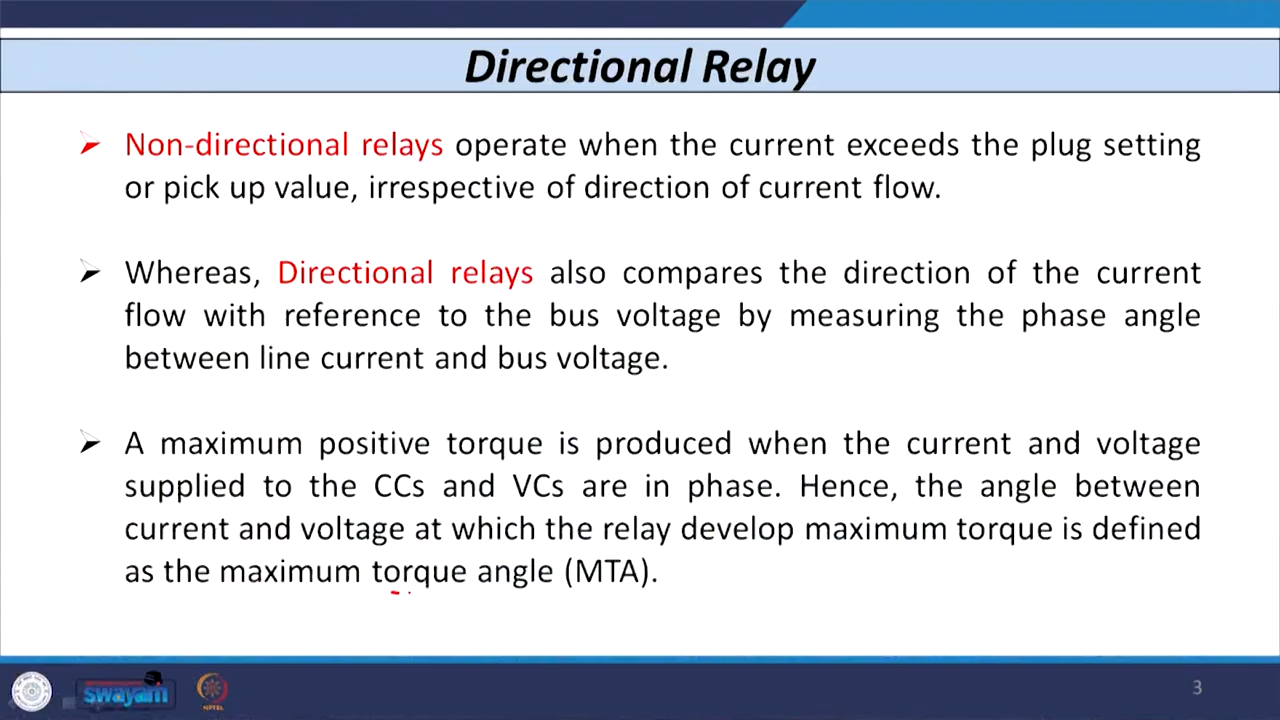 Directional Relay
Non-directional relays operate when the current exceeds the plug setting
or pick up value, irrespective of direction of current flow.
Whereas, Directional relays also compares the direction of the current
flow with reference to the bus voltage by measuring the phase angle
between line current and bus voltage.
A maximum positive torque is produced when the current and voltage
supplied to the CCs and VCs are in phase. Hence, the angle between
current and voltage at which the relay develop maximum torque is defined
as the maximum torque angle (MTA).
swayam
NPTEL
3